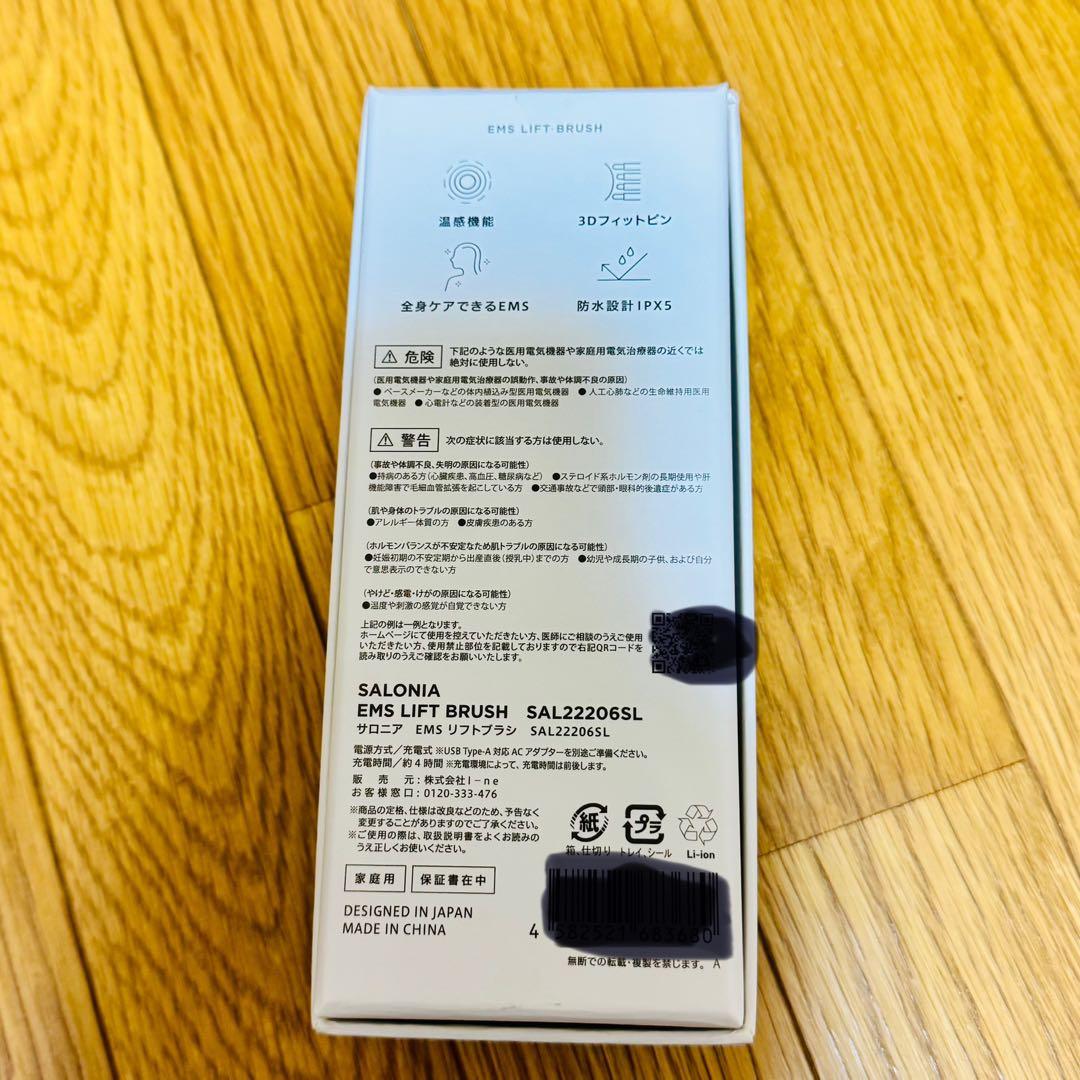 EMS LIFT BRUSH
温感機能
3Dフィットピン
全身ケアできるEMS
防水設計IPX5
危険 下記のような医用電気機器や家庭用電気治療器の近くでは
絶対に使用しない。
(医用電気機器や家庭用電気治療器の誤動作、事故や体調不良の原因)
●ペースメーカーなどの体内植込み型医用電気機器 ●人工心肺などの生命維持用医用
電気機器 ●心電計などの装着型の医用電気機器
警告 次の症状に該当する方は使用しない。
(事故や体調不良、失明の原因になる可能性)
●持病のある方(心臓疾患、高血圧、糖尿病など) ●ステロイド系ホルモン剤の長期使用や肝
機能障害で毛細血管拡張を起こしている方 ●交通事故などで頭部・眼科的後遺症がある方
(肌や身体のトラブルの原因になる可能性)
●アレルギー体質の方 ●皮膚疾患のある方
(ホルモンバランスが不安定なため肌トラブルの原因になる可能性)
●妊娠初期の不安定期から出産直後(授乳中)までの方 ●幼児や成長期の子供、および自分
で意思表示のできない方
(やけど・感電・けがの原因になる可能性)
●温度や刺激の感覚が自覚できない方
上記の例は一例となります。
ホームページにて使用を控えていただきたい方、医師にご相談のうえご使用
いただきたい方、使用禁止部位を記載しておりますので右記QRコードを
読み取りのうえご確認をお願いいたします。
SALONIA
EMS LIFT BRUSH SAL22206SL
サロニア EMS リフトブラシ SAL22206SL
電源方式/充電式 ※USB Type-A 対応 AC アダプターを別途ご準備ください。
充電時間/約4時間 ※充電環境によって、充電時間は前後します。
販売元:株式会社I-ne
お客様窓口:0120-333-476
※商品の定格、仕様は改良などのため、予告なく
変更することがありますのでご了承ください。
※ご使用の際は、取扱説明書をよくお読みの
うえ正しくお使いください。
紙
箱、仕切り
プラ
トレイ、シール
Li-ion
家庭用
保証書在中
DESIGNED IN JAPAN
MADE IN CHINA
4 582521 683680
無断での転載・複製を禁じます。 A